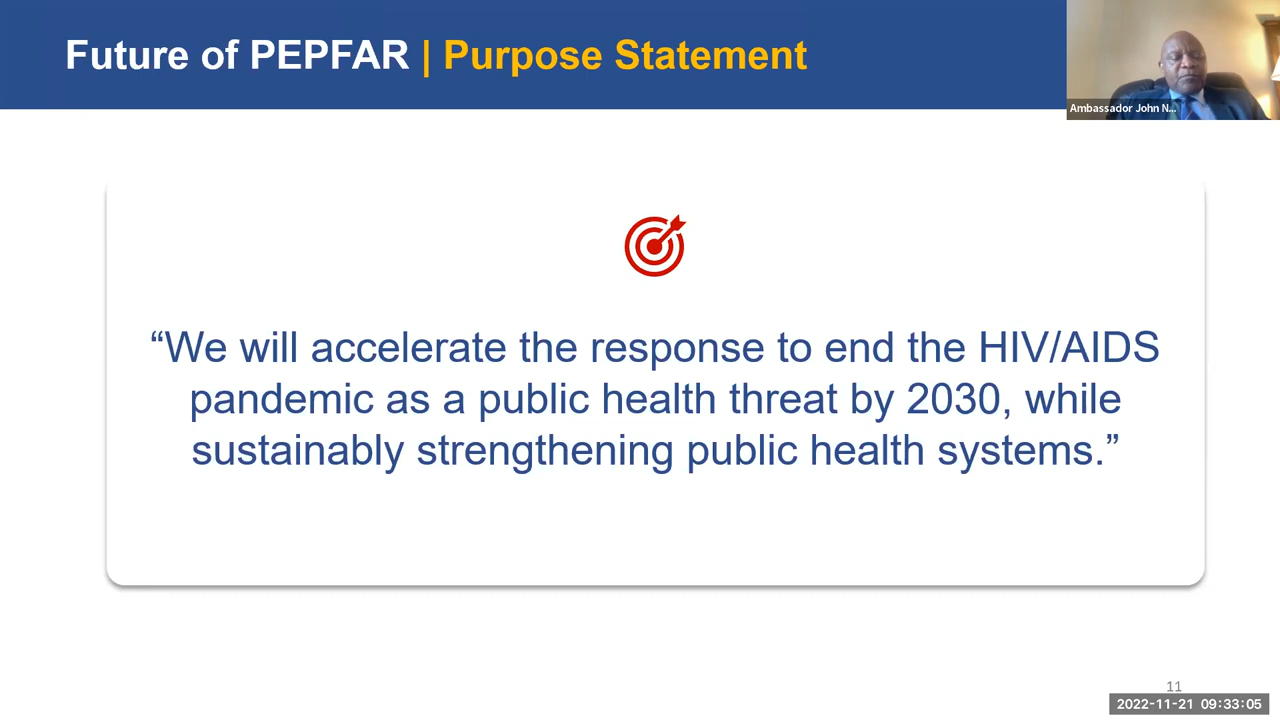 Future of PEPFAR | Purpose Statement
Ambassador John N...
“We will accelerate the response to end the HIV/AIDS
pandemic as a public health threat by 2030, while
sustainably strengthening public health systems.”
11
2022-11-21 09:33:05